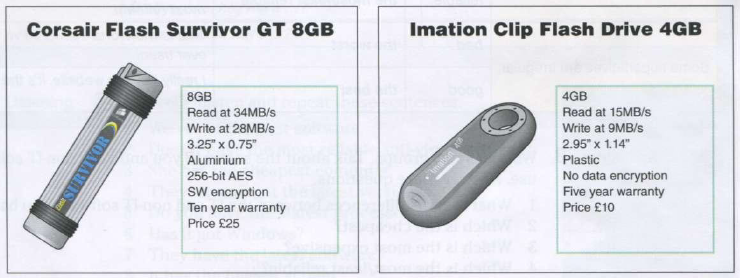 Corsair Flash Survivor GT 8GB
8GB
Read at 34MB/s
Write at 28MB/s
3.25" x 0.75"
Aluminium
256-bit AES
SW encryption
Ten year warranty
Price £25
SURVIVOR
Imation Clip Flash Drive 4GB
4GB
Read at 15MB/s
Write at 9MB/s
2.95" x 1.14"
Plastic
No data encryption
Five year warranty
Price £10
imation